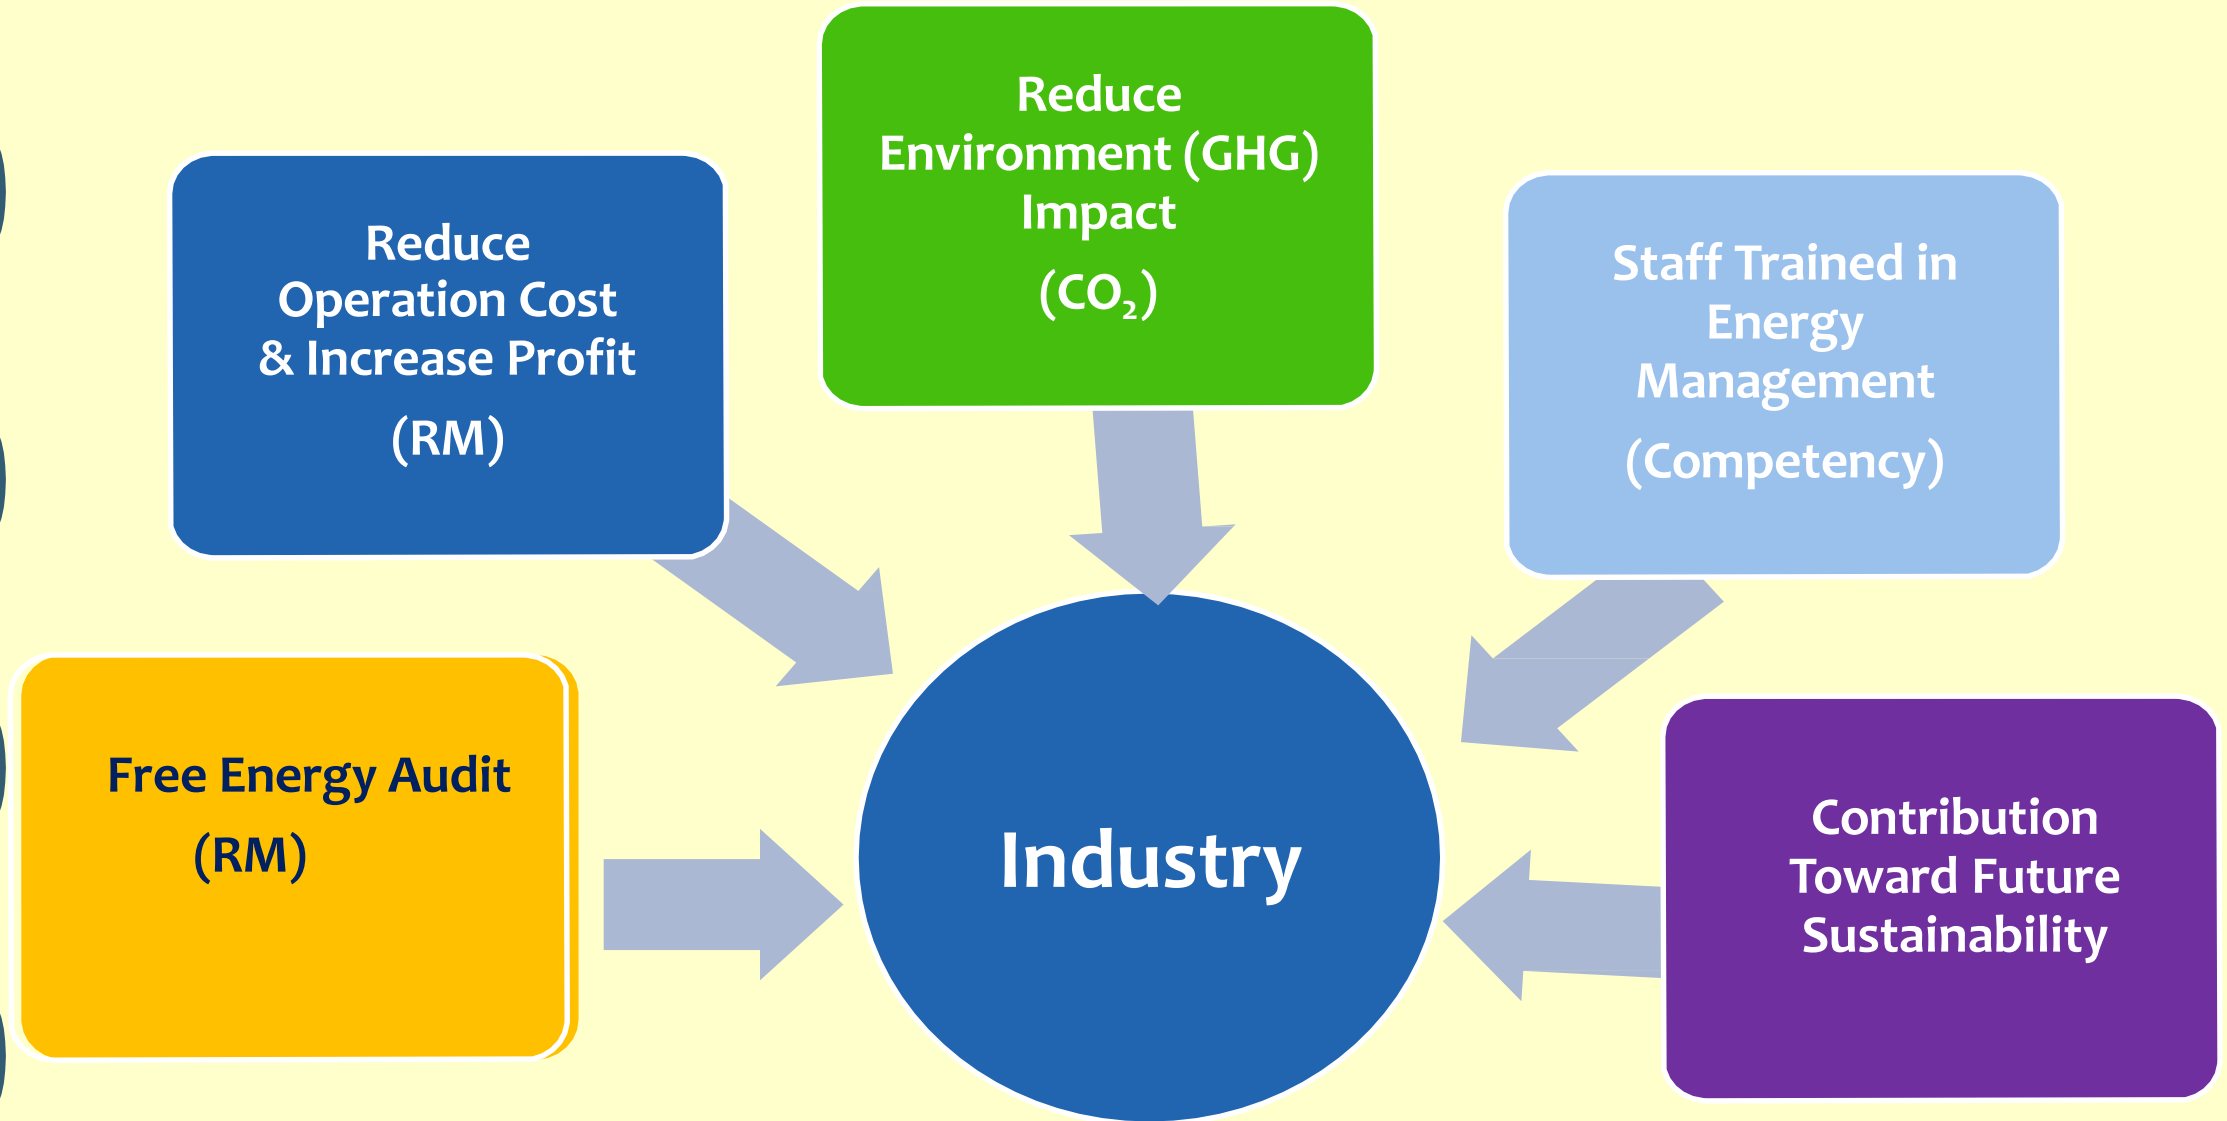 Reduce
Environment (GHG)
Impact
(CO₂)
Reduce
Operation Cost
& Increase Profit
(RM)
Staff Trained in
Energy
Management
(Competency)
Free Energy Audit
(RM)
Industry
Contribution
Toward Future
Sustainability